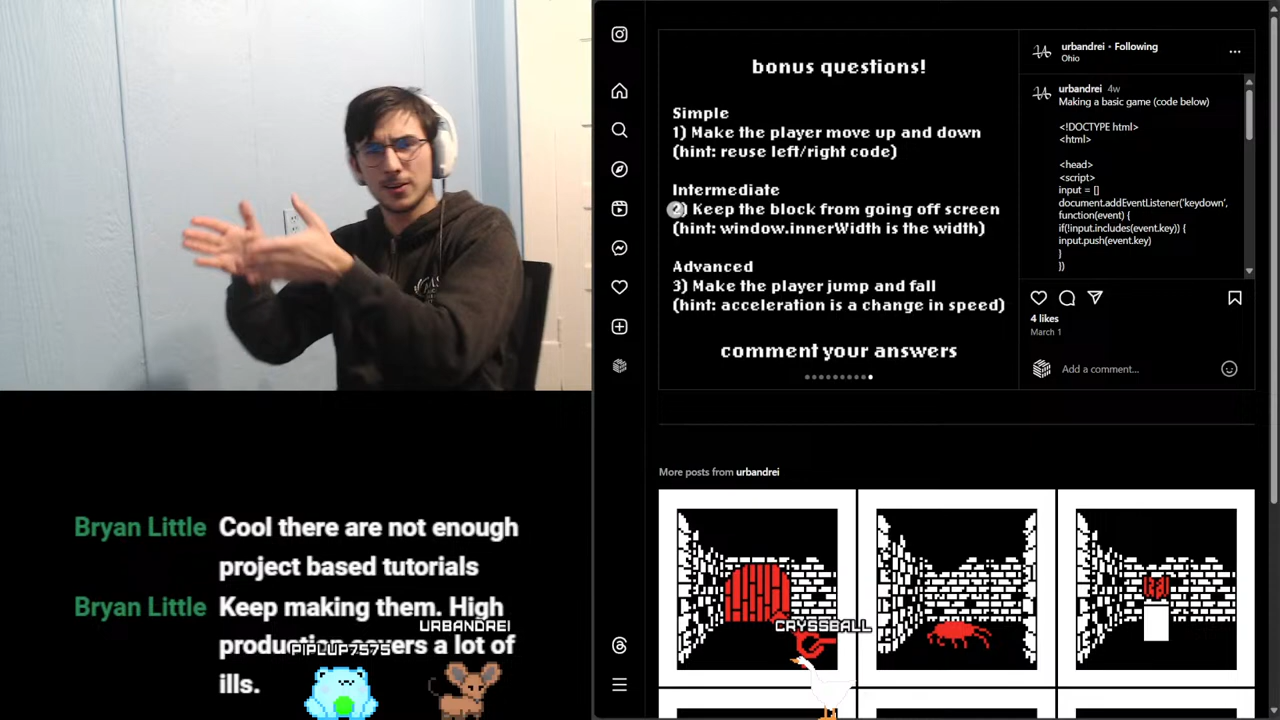 bonus questions!
Simple
1) Make the player move up and down
(hint: reuse left/right code)
Intermediate
2) Keep the block from going off screen
(hint: window.innerWidth is the width)
Advanced
3) Make the player jump and fall
(hint: acceleration is a change in speed)
comment your answers
urbandrei • Following
Ohio
urbandrei 4w
Making a basic game (code below)
<!DOCTYPE html>
<html>
<head>
<script>
input = []
document.addEventListener('keydown',
function(event) {
if(!input.includes(event.key)) {
input.push(event.key)
}
})
4 likes
March 1
Add a comment...
More posts from urbandrei
Bryan Little Cool there are not enough
project based tutorials
Bryan Little Keep making them. High
ers a lot of
ills.
URBANDREI
PIPLUP7575
CRYSSBALL